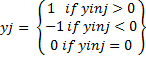 yj = { 1 if yinj > 0
−1 if yinj < 0
0 if yinj = 0 }